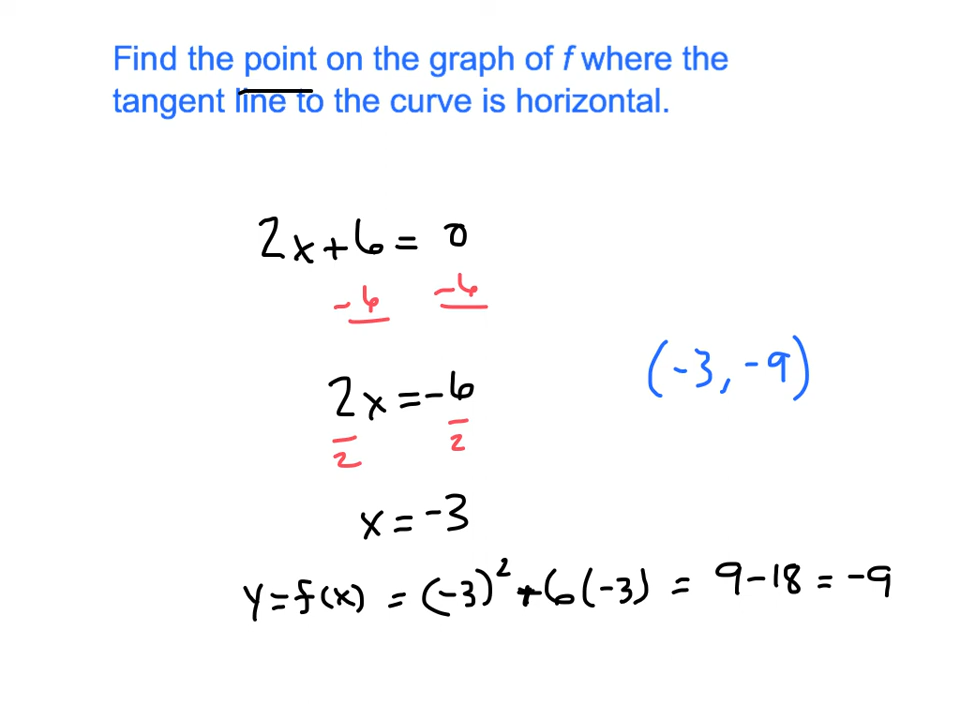 Find the point on the graph of f where the
tangent line to the curve is horizontal.
2x+6=0
-6 -6
2x=-6
2 2
x=-3
(-3,-9)
y=f(x) = (-3)²+6(-3) = 9-18 = -9